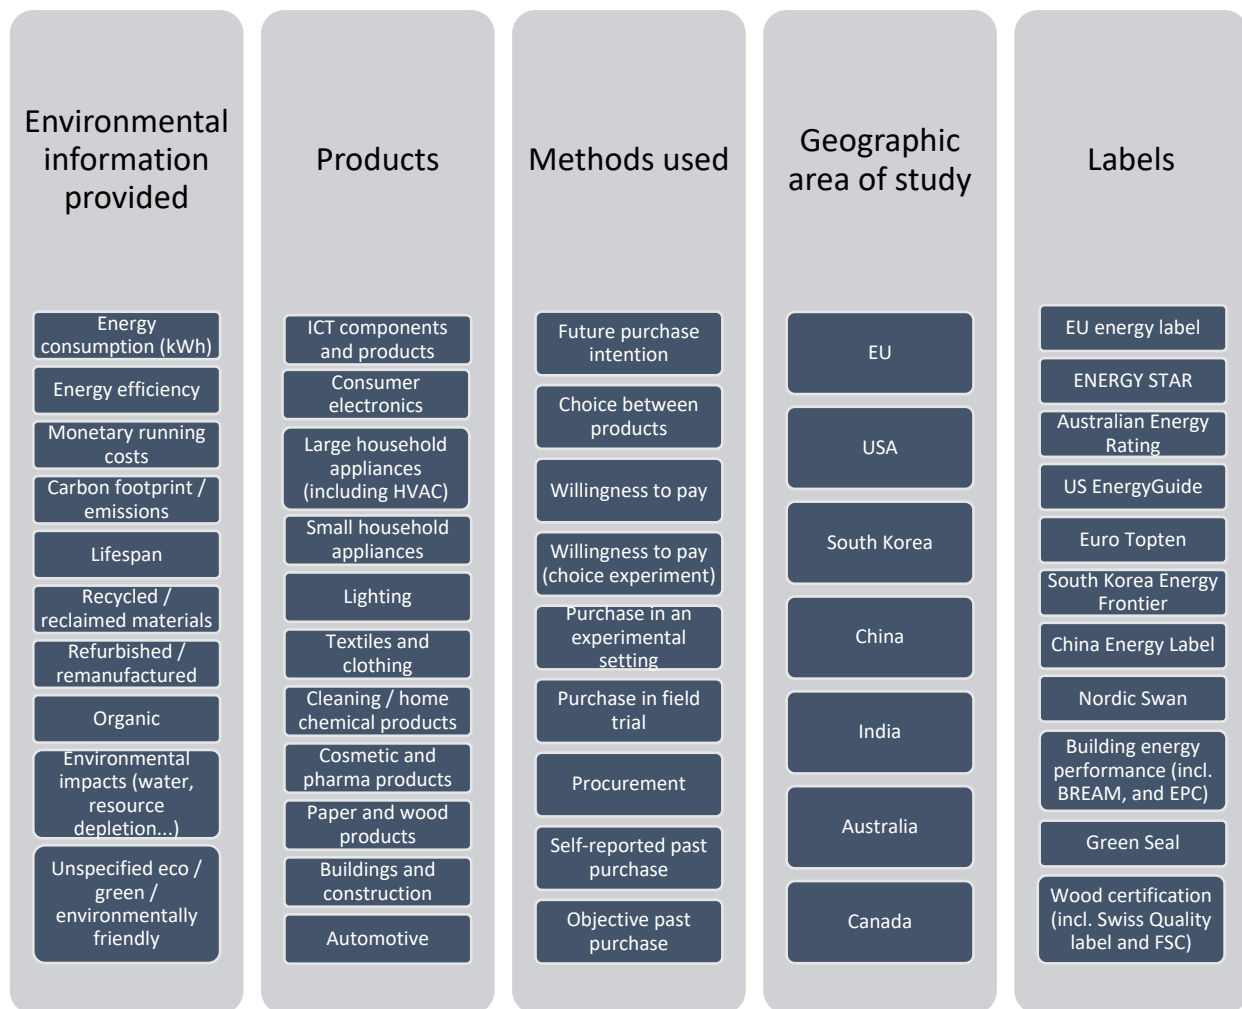 Environmental
information
provided
Energy
consumption (kWh)
Energy efficiency
Monetary running
costs
Carbon footprint /
emissions
Lifespan
Recycled /
reclaimed materials
Refurbished /
remanufactured
Organic
Environmental
impacts (water,
resource
depletion...)
Unspecified eco /
green /
environmentally
friendly
Products
ICT components
and products
Consumer
electronics
Large household
appliances
(including HVAC)
Small household
appliances
Lighting
Textiles and
clothing
Cleaning / home
chemical products
Cosmetic and
pharma products
Paper and wood
products
Buildings and
construction
Automotive
Methods used
Future purchase
intention
Choice between
products
Willingness to pay
Willingness to pay
(choice experiment)
Purchase in an
experimental
setting
Purchase in field
trial
Procurement
Self-reported past
purchase
Objective past
purchase
Geographic
area of study
EU
USA
South Korea
China
India
Australia
Canada
Labels
EU energy label
ENERGY STAR
Australian Energy
Rating
US EnergyGuide
Euro Topten
South Korea Energy
Frontier
China Energy Label
Nordic Swan
Building energy
performance (incl.
BREAM, and EPC)
Green Seal
Wood certification
(incl. Swiss Quality
label and FSC)